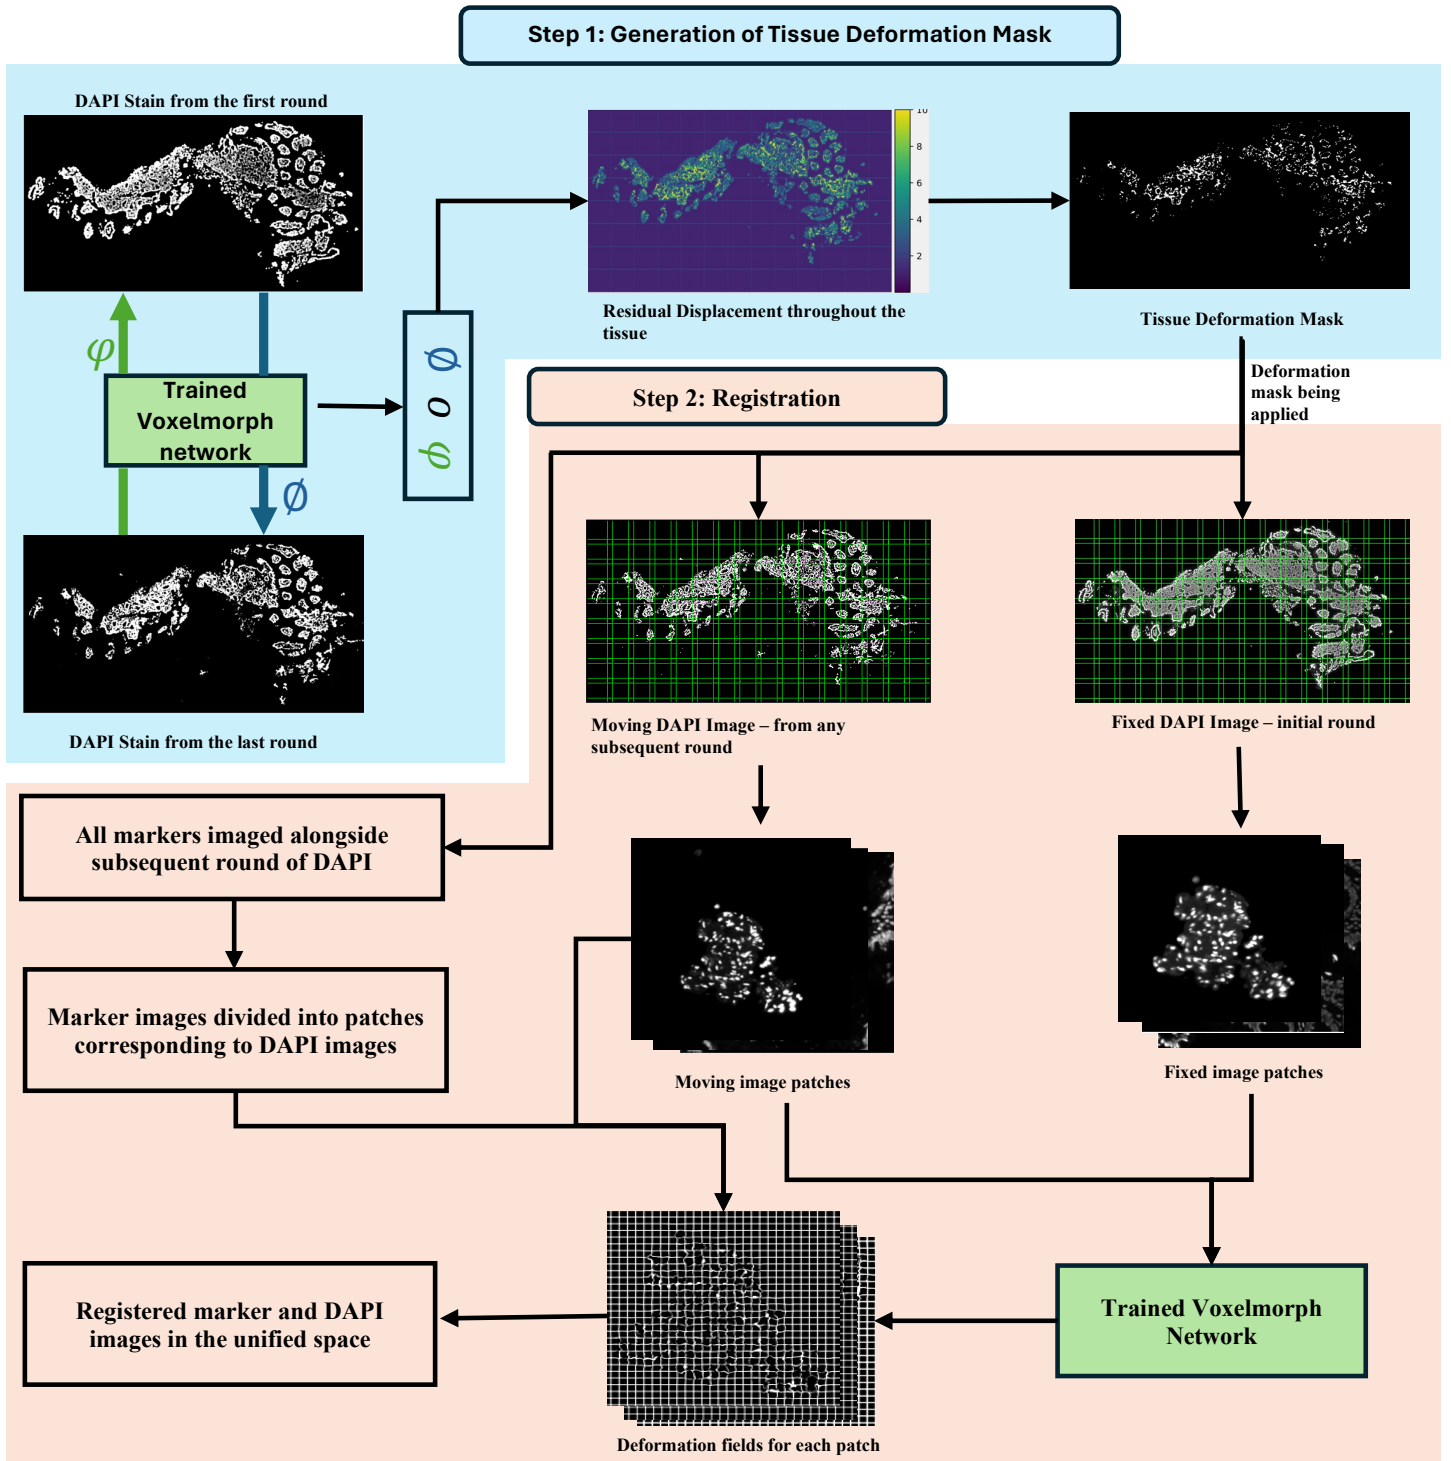 Step 1: Generation of Tissue Deformation Mask
DAPI Stain from the first round
10
8
6
4
2
Residual Displacement throughout the
tissue
Tissue Deformation Mask
φ
Trained
Voxelmorph
network
∅
φ o ∅
DAPI Stain from the last round
Deformation
mask being
applied
Step 2: Registration
Moving DAPI Image – from any
subsequent round
Fixed DAPI Image – initial round
All markers imaged alongside
subsequent round of DAPI
Marker images divided into patches
corresponding to DAPI images
Moving image patches
Fixed image patches
Registered marker and DAPI
images in the unified space
Trained Voxelmorph
Network
Deformation fields for each patch